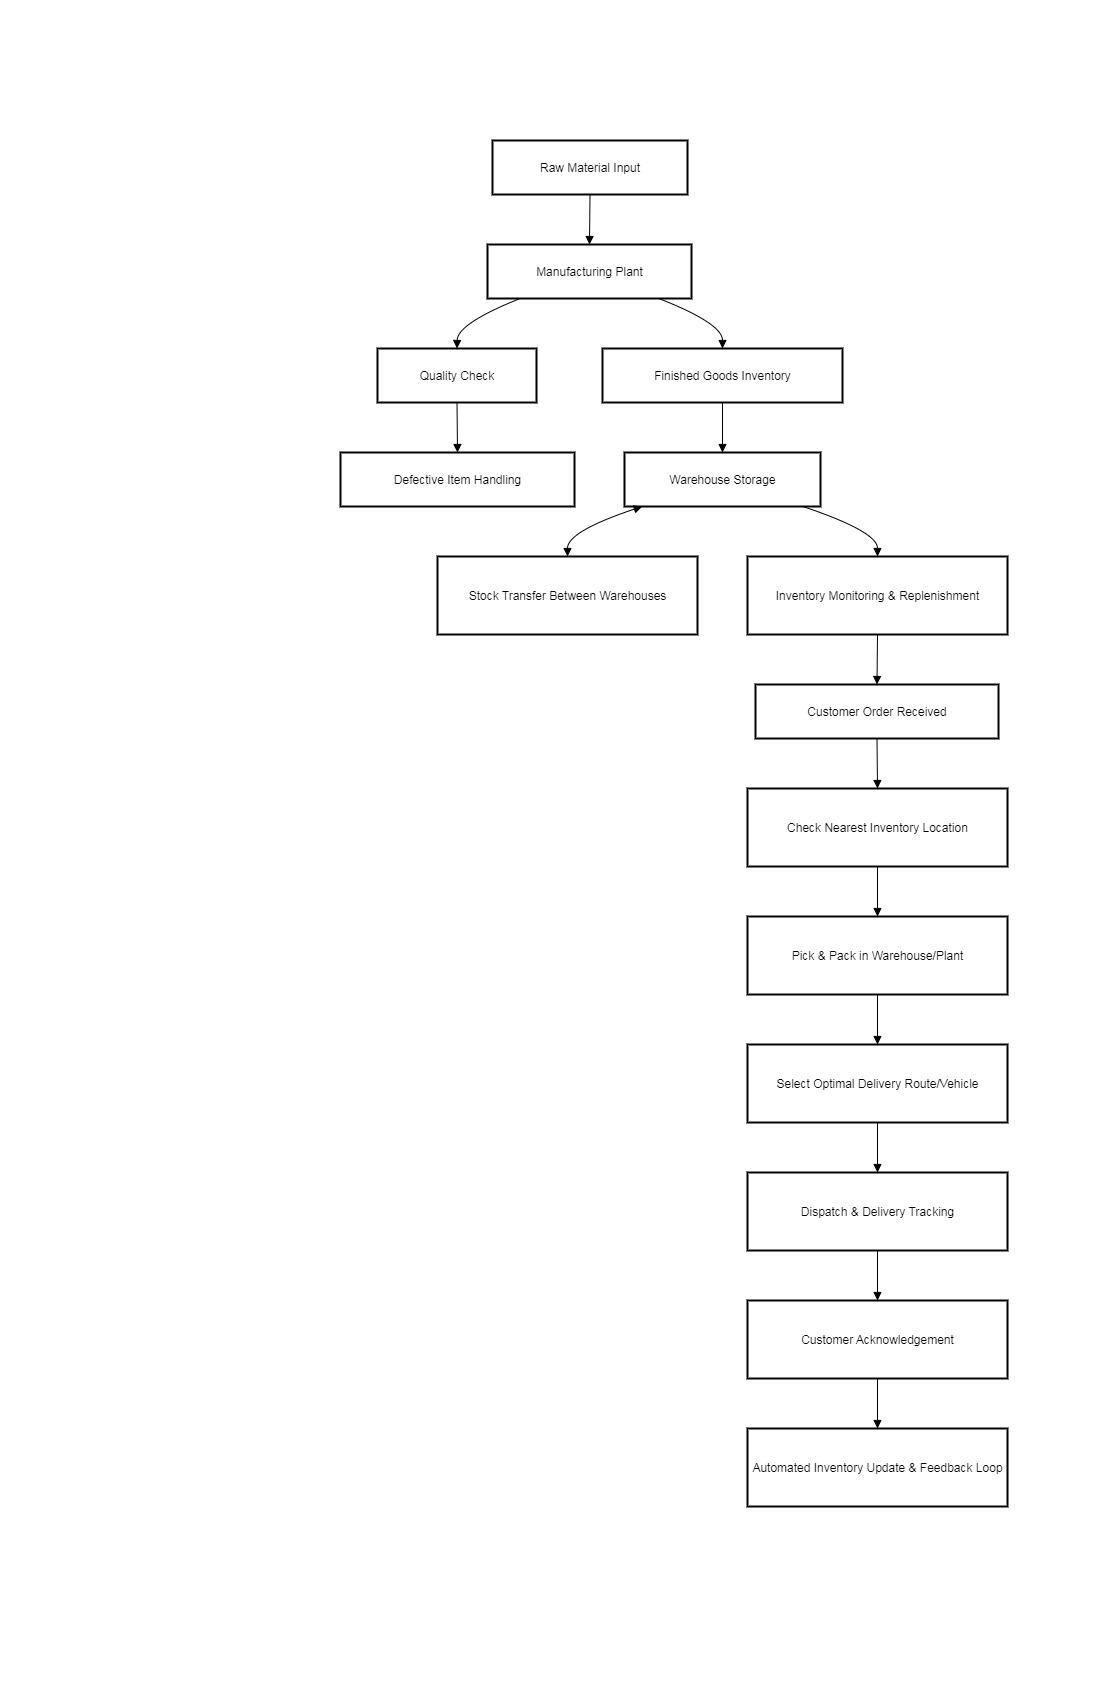 Raw Material Input
Manufacturing Plant
Quality Check
Finished Goods Inventory
Defective Item Handling
Warehouse Storage
Stock Transfer Between Warehouses
Inventory Monitoring & Replenishment
Customer Order Received
Check Nearest Inventory Location
Pick & Pack in Warehouse/Plant
Select Optimal Delivery Route/Vehicle
Dispatch & Delivery Tracking
Customer Acknowledgement
Automated Inventory Update & Feedback Loop